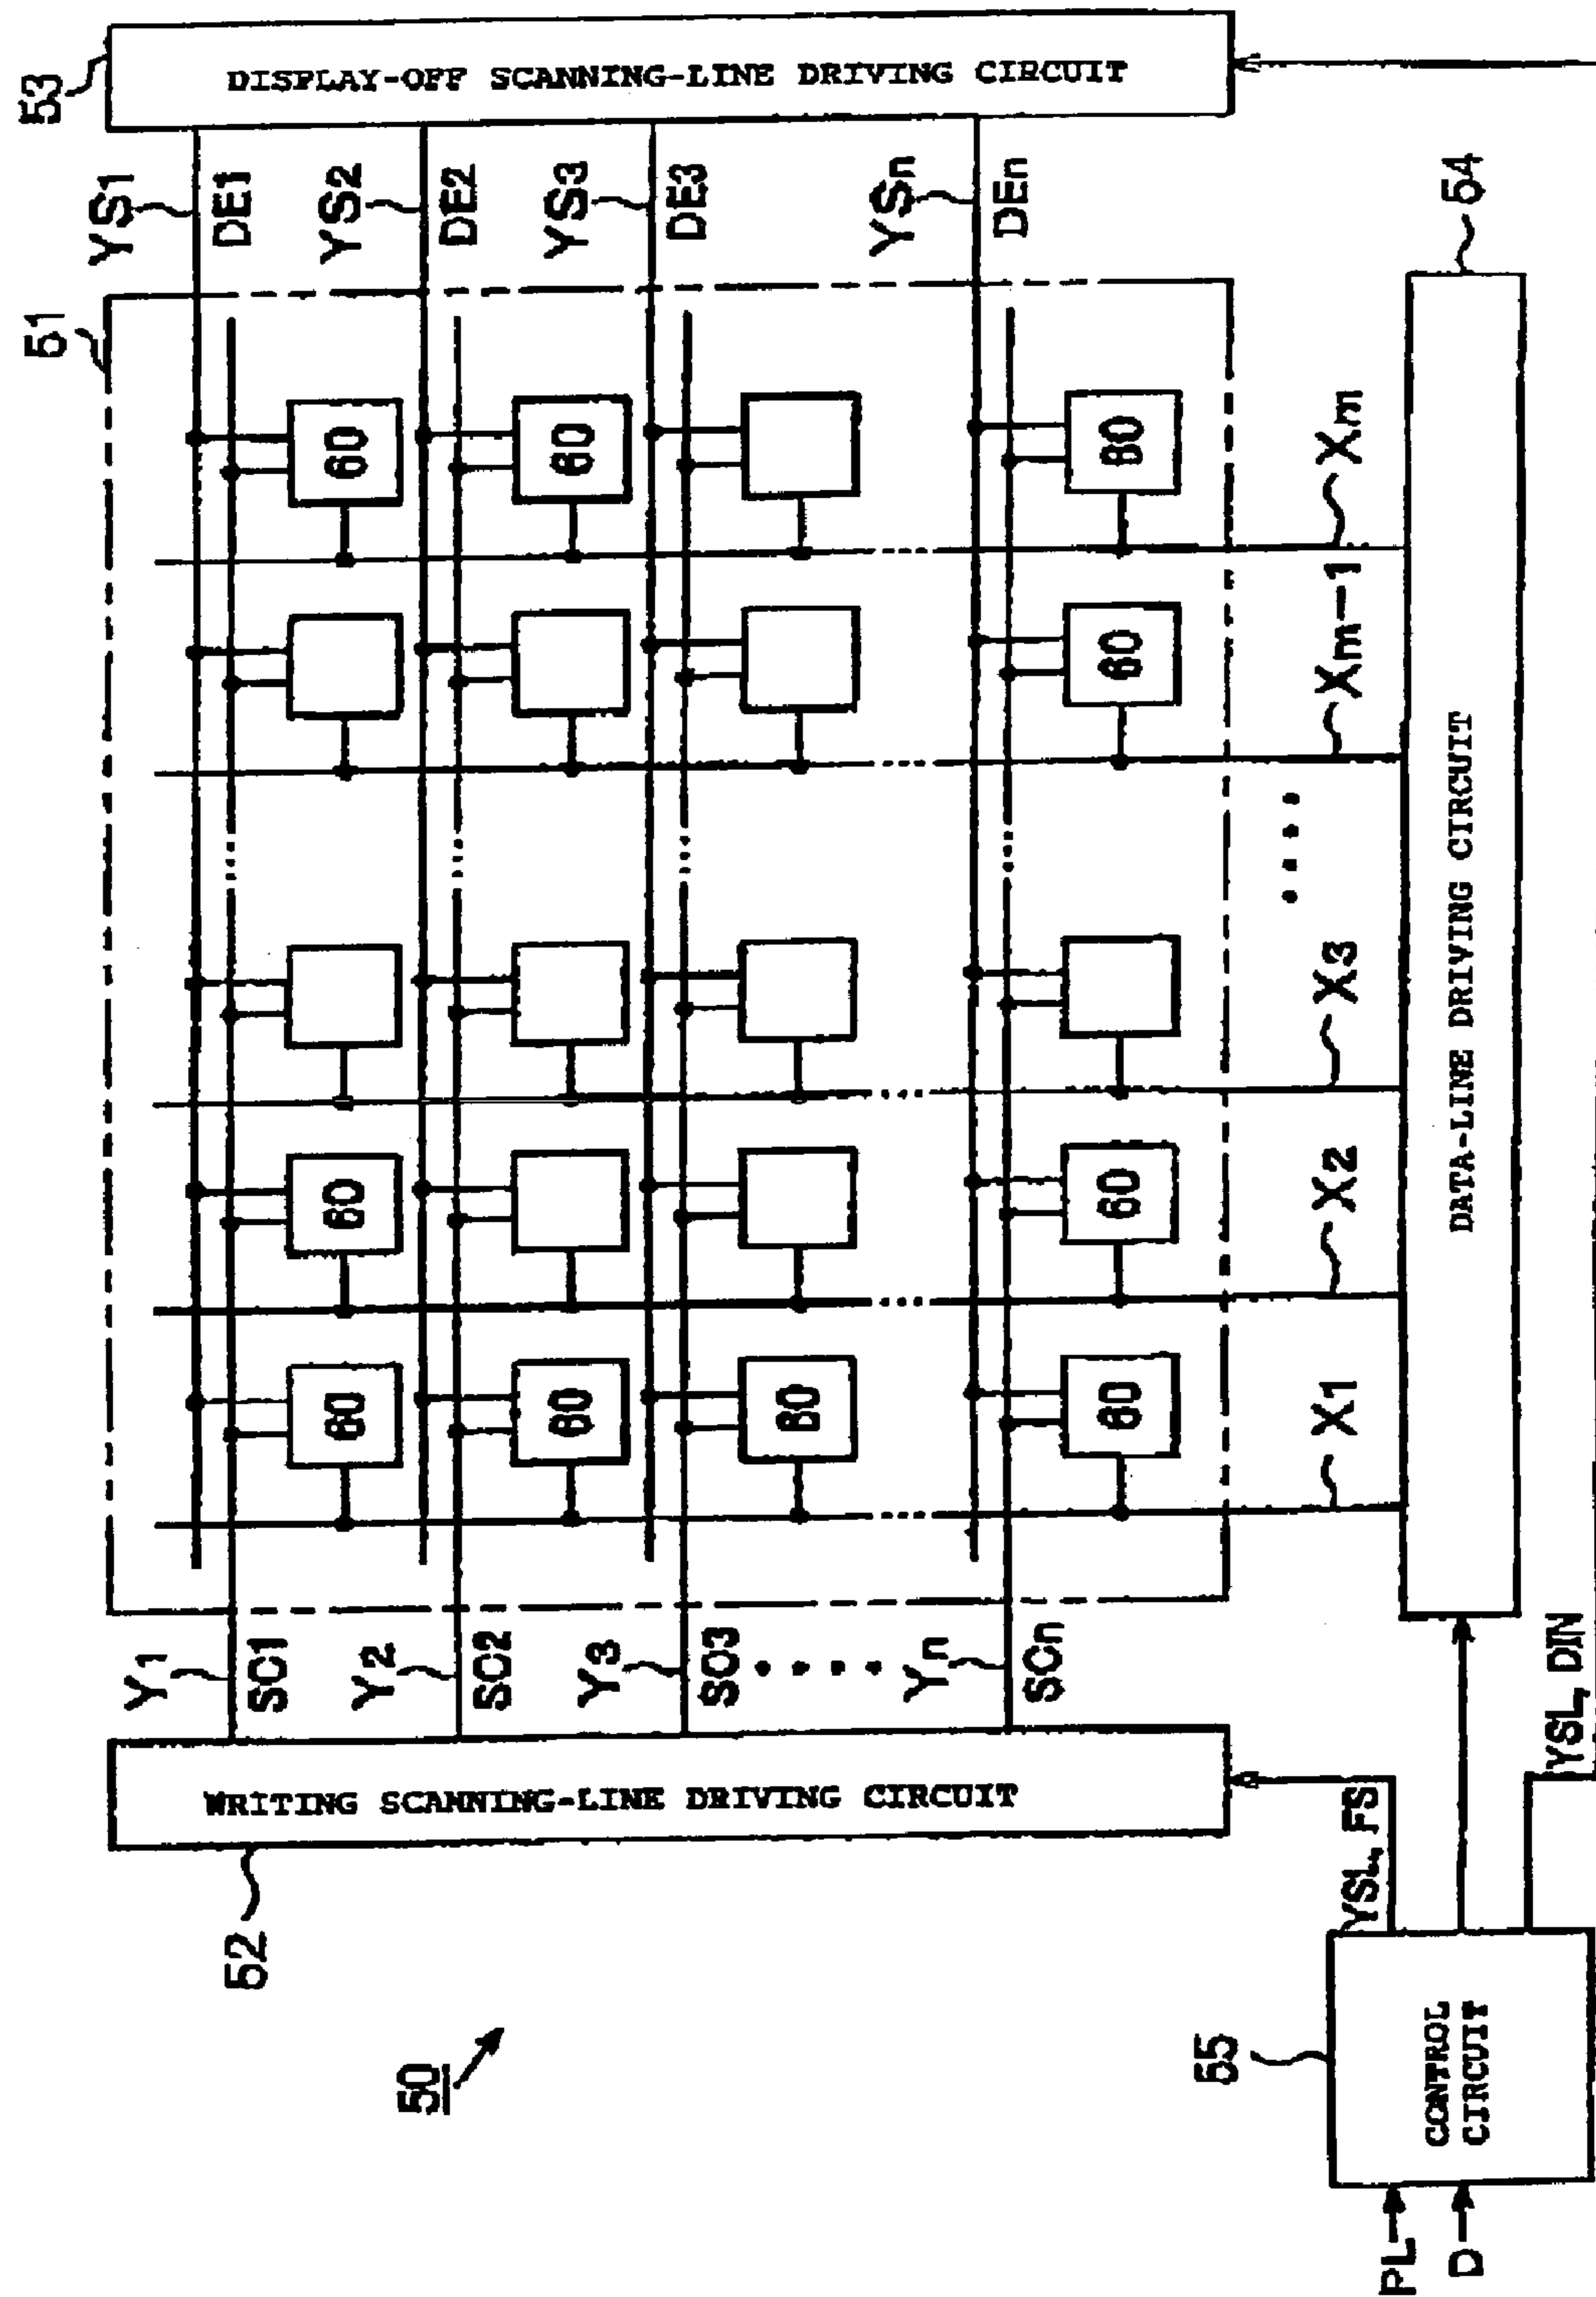 50
52
WRITING SCANNING-LINE DRIVING CIRCUIT
53
DISPLAY-OFF SCANNING-LINE DRIVING CIRCUIT
51
Y1
SC1
YS1
DE1
60 60 60
Y2
SC2
YS2
DE2
60 60
Y3
SC3
YS3
DE3
60
Yn
SCn
YSn
DEn
60 60 60 60
X1 X2 X3 Xm-1 Xm
54
DATA-LINE DRIVING CIRCUIT
55
CONTROL
CIRCUIT
PL
D
YSL, FS
YSL, DIN